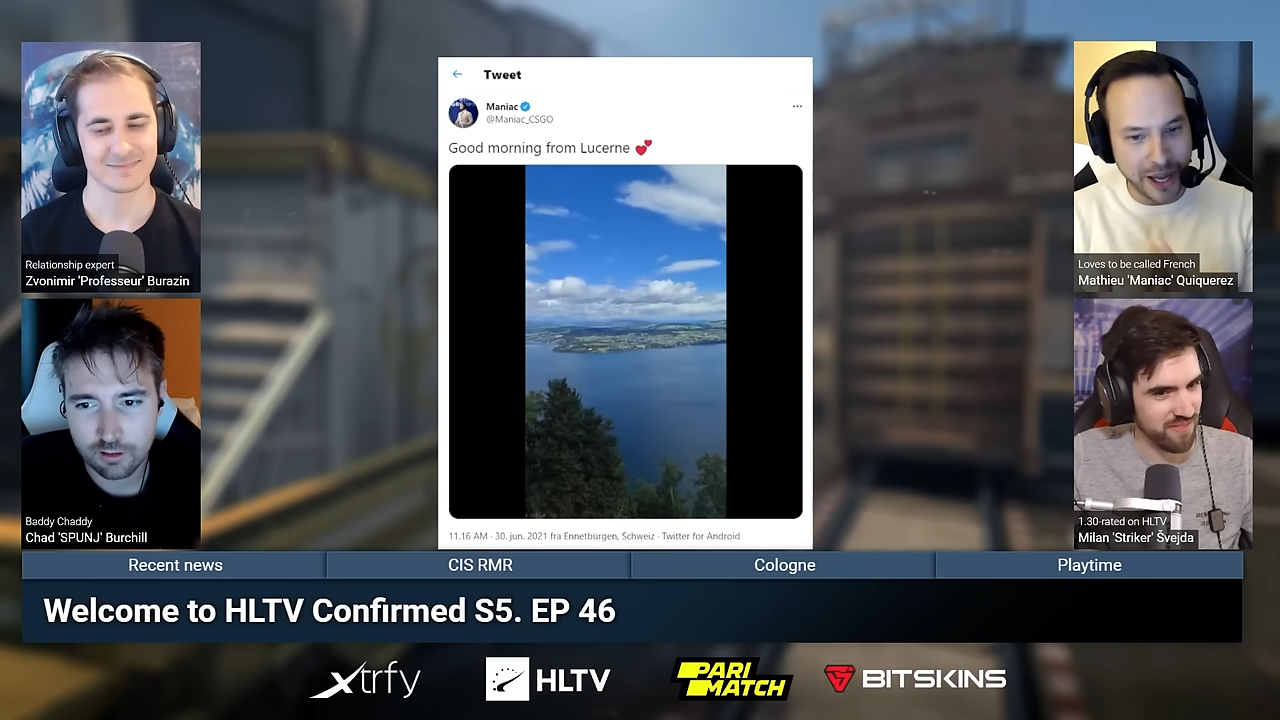 Tweet
Maniac
@Maniac_CSGO
Good morning from Lucerne 💕
11.16 AM · 30. jun. 2021 fra Ennetbürgen, Schweiz · Twitter for Android
Relationship expert
Zvonimir 'Professeur' Burazin
Loves to be called French
Mathieu 'Maniac' Quiquerez
Baddy Chaddy
Chad 'SPUNJ' Burchill
1.30-rated on HLTV
Milan 'Striker' Švejda
Recent news
CIS RMR
Cologne
Playtime
Welcome to HLTV Confirmed S5. EP 46
xtrfy
HLTV
PARI
MATCH
BITSKINS